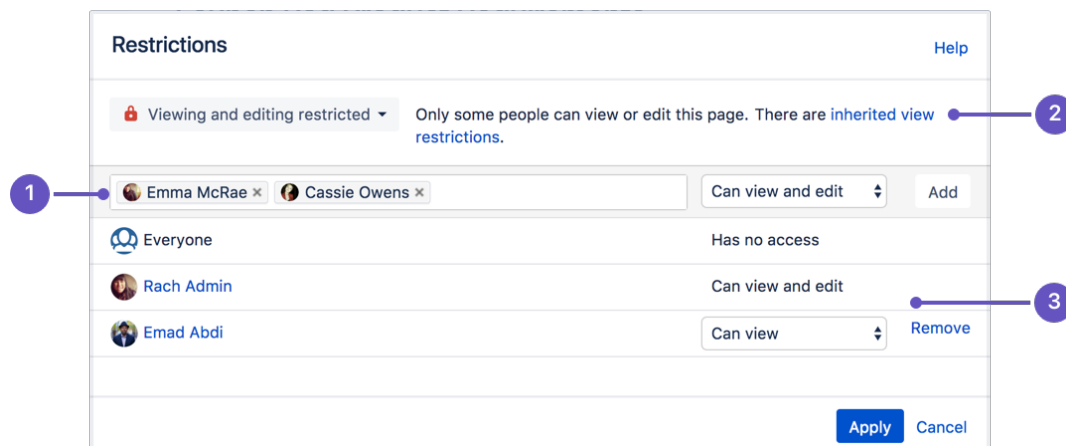 Restrictions
Help
Viewing and editing restricted
Only some people can view or edit this page. There are inherited view
restrictions.
2
1
Emma McRae ×
Cassie Owens ×
Can view and edit
Add
Everyone
Has no access
Rach Admin
Can view and edit
3
Emad Abdi
Can view
Remove
Apply
Cancel